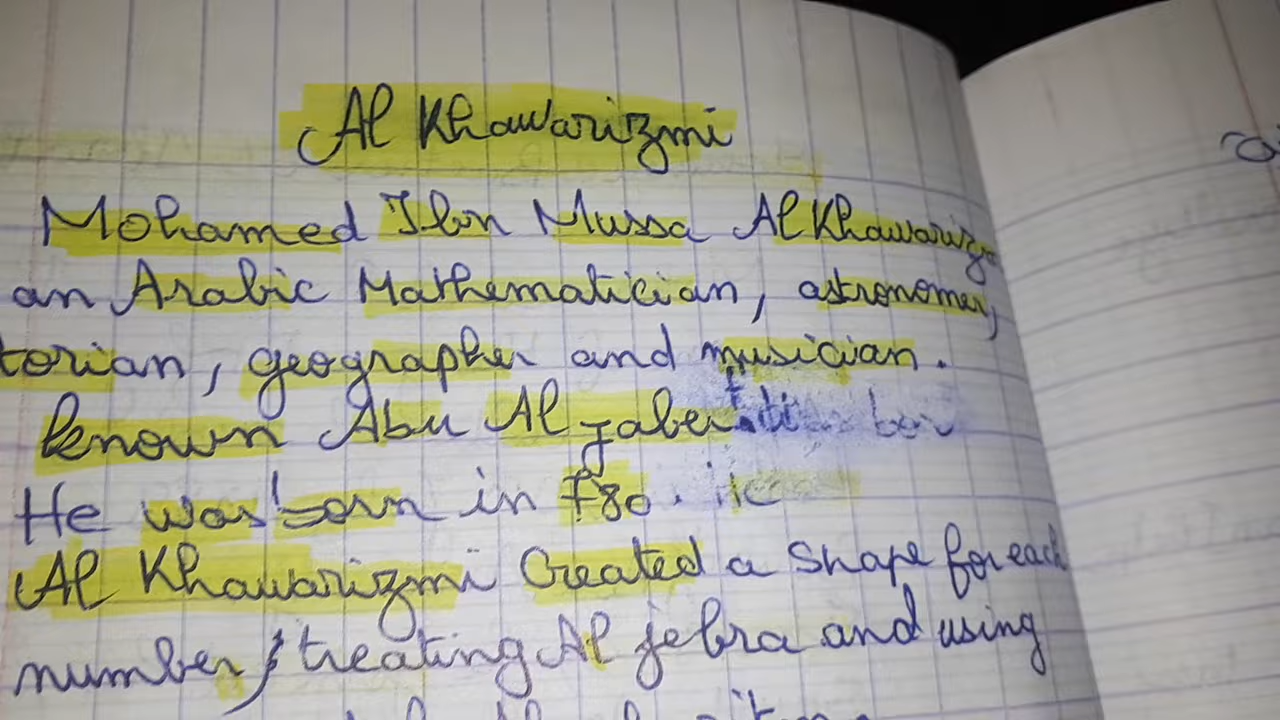 Al Khawarizmi
Mohamed Ibn Mussa Al Khawarizm
an Arabic Mathematician, astronomer,
torian, geographer and musician.
known Abu Al jaber.
He was born in 780.
Al Khawarizmi Created a shape for each
number, treating Al jebra and using